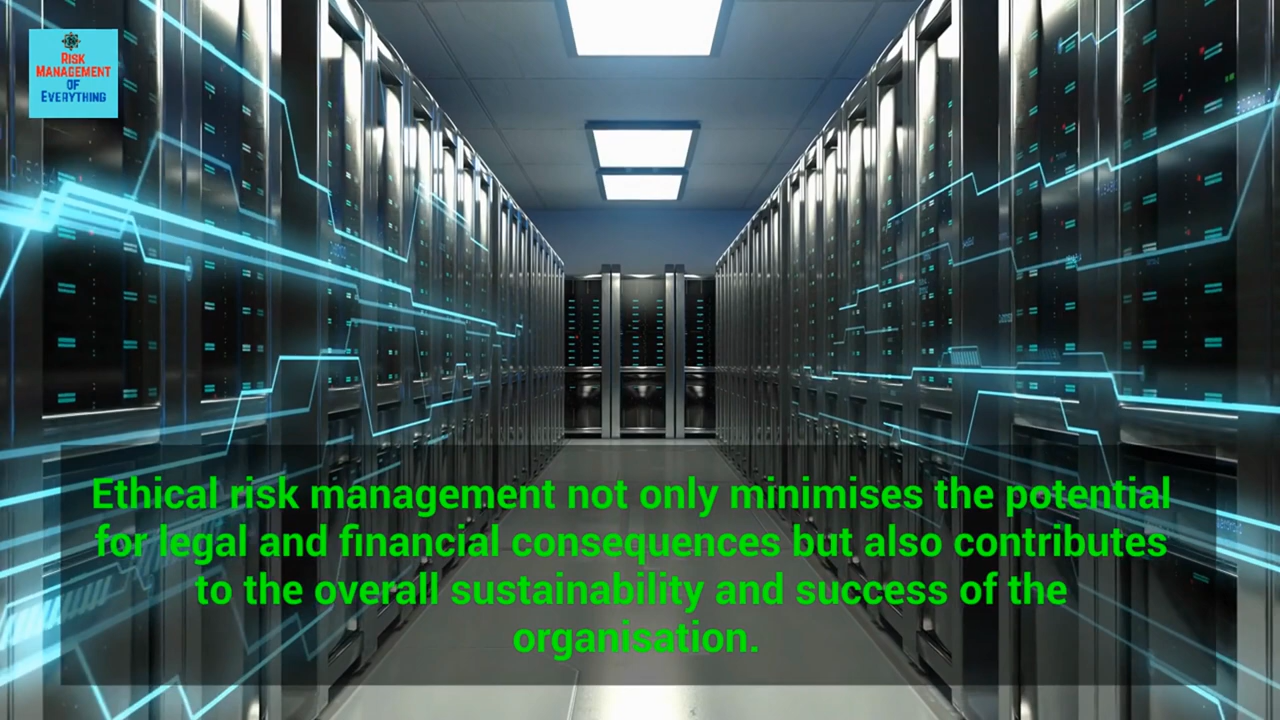 RISK
MANAGEMENT
OF
EVERYTHING
Ethical risk management not only minimises the potential
for legal and financial consequences but also contributes
to the overall sustainability and success of the
organisation.